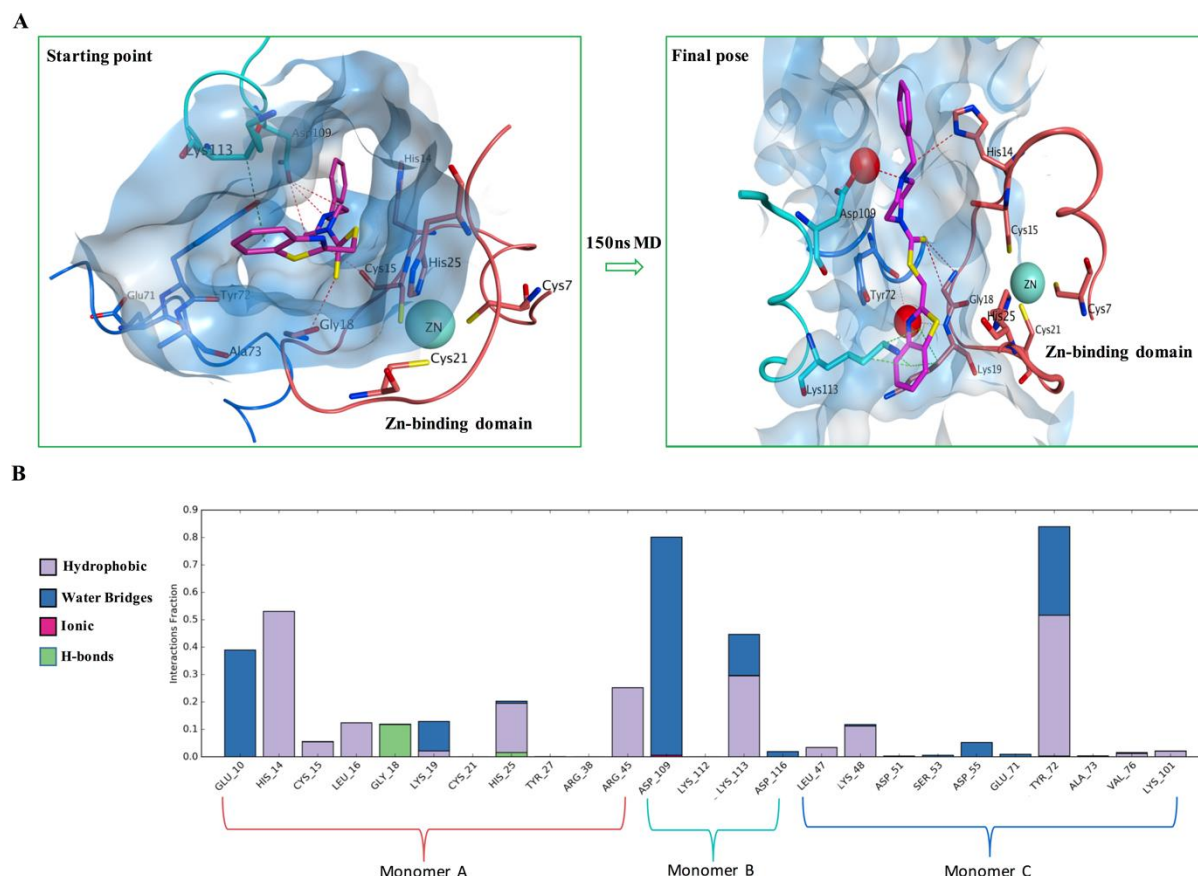 A
Starting point
Lys113
Asp109
His14
Glu71
Tyr72
Ala73
Gly18
Cys15
His25
Cys7
ZN
Cys21
Zn-binding domain
150ns MD
Final pose
His14
Asp109
Cys15
Tyr72
Gly18
ZN
Cys7
His25
Cys21
Zn-binding domain
Lys19
Lys113
B
Hydrophobic
Water Bridges
Ionic
H-bonds
Interactions Fraction
0.9
0.8
0.7
0.6
0.5
0.4
0.3
0.2
0.1
0.0
GLU_10
HIS_14
CYS_15
LEU_16
GLY_18
LYS_19
CYS_21
HIS_25
TYR_27
ARG_38
ARG_45
ASP_109
LYS_112
LYS_113
ASP_116
LEU_47
LYS_48
ASP_51
SER_53
ASP_55
GLU_71
TYR_72
ALA_73
VAL_76
LYS_101
Monomer A
Monomer B
Monomer C